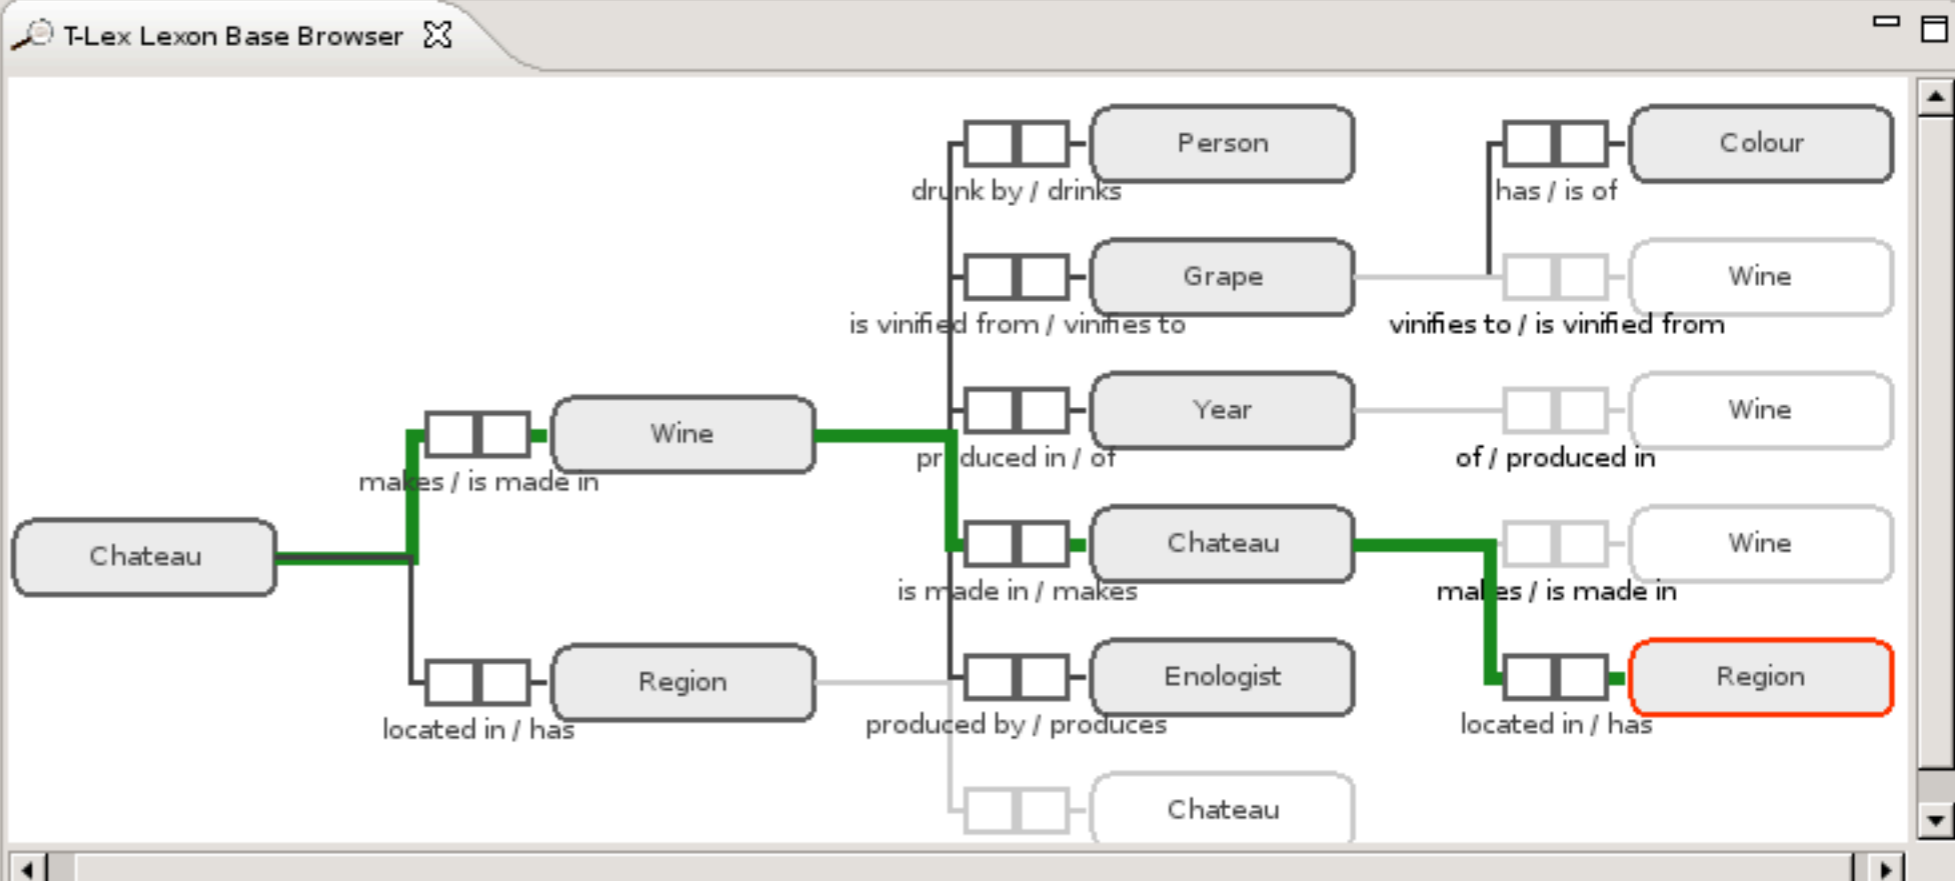 T-Lex Lexon Base Browser
Person
Colour
drunk by / drinks
has / is of
Grape
Wine
is vinified from / vinifies to
vinifies to / is vinified from
Year
Wine
Wine
produced in / of
of / produced in
makes / is made in
Chateau
Wine
Chateau
is made in / makes
makes / is made in
Region
Enologist
Region
located in / has
produced by / produces
located in / has
Chateau